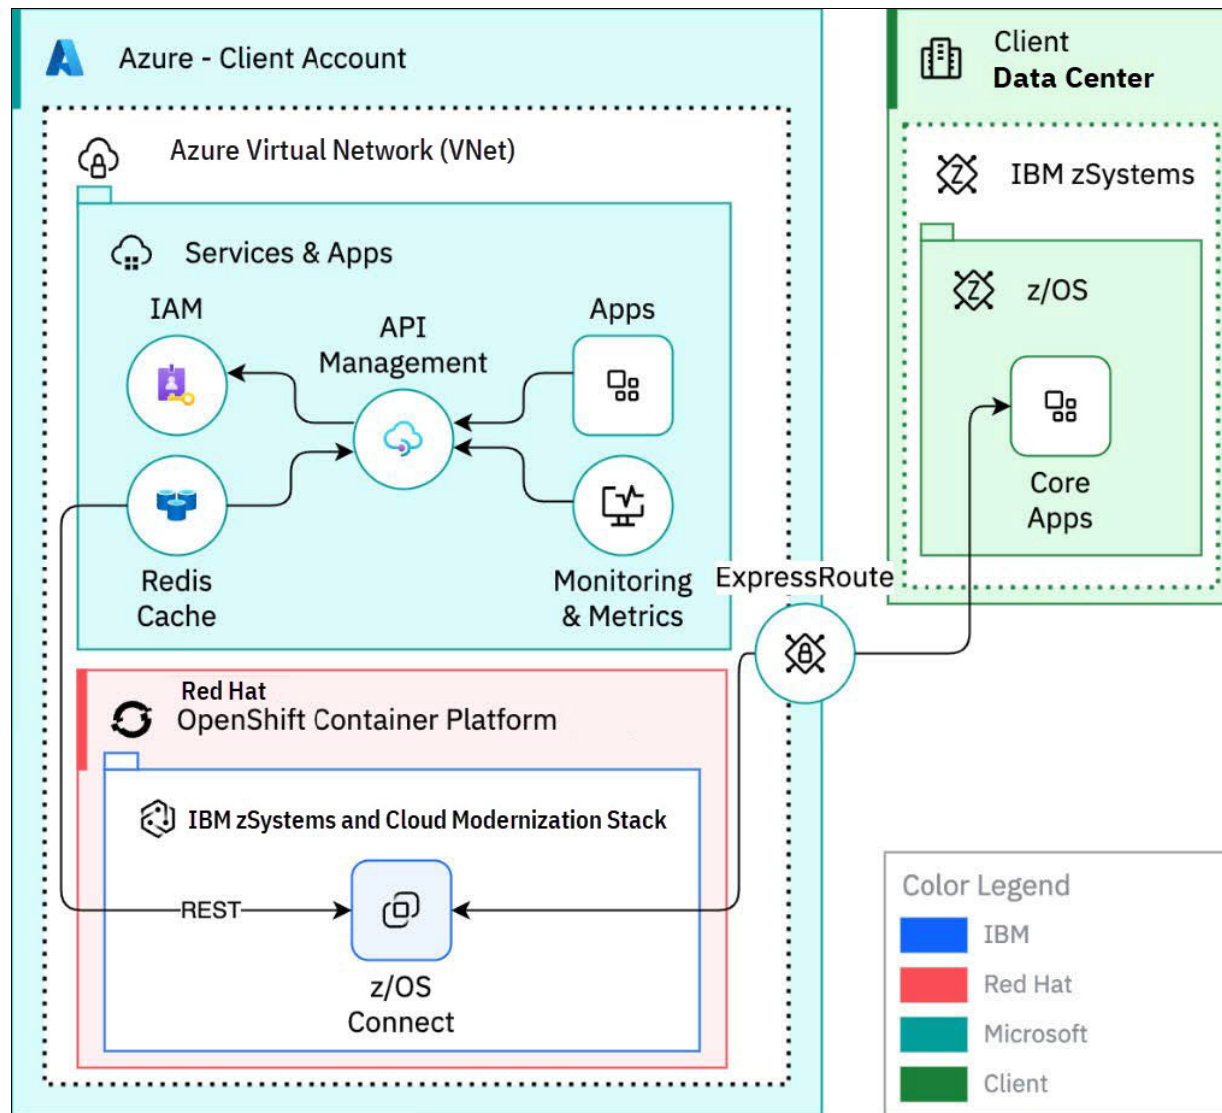 Azure - Client Account
Azure Virtual Network (VNet)
Services & Apps
IAM
API
Management
Apps
Redis
Cache
Monitoring
& Metrics
ExpressRoute
Red Hat
OpenShift Container Platform
IBM zSystems and Cloud Modernization Stack
REST
z/OS
Connect
Client
Data Center
IBM zSystems
z/OS
Core
Apps
Color Legend
IBM
Red Hat
Microsoft
Client